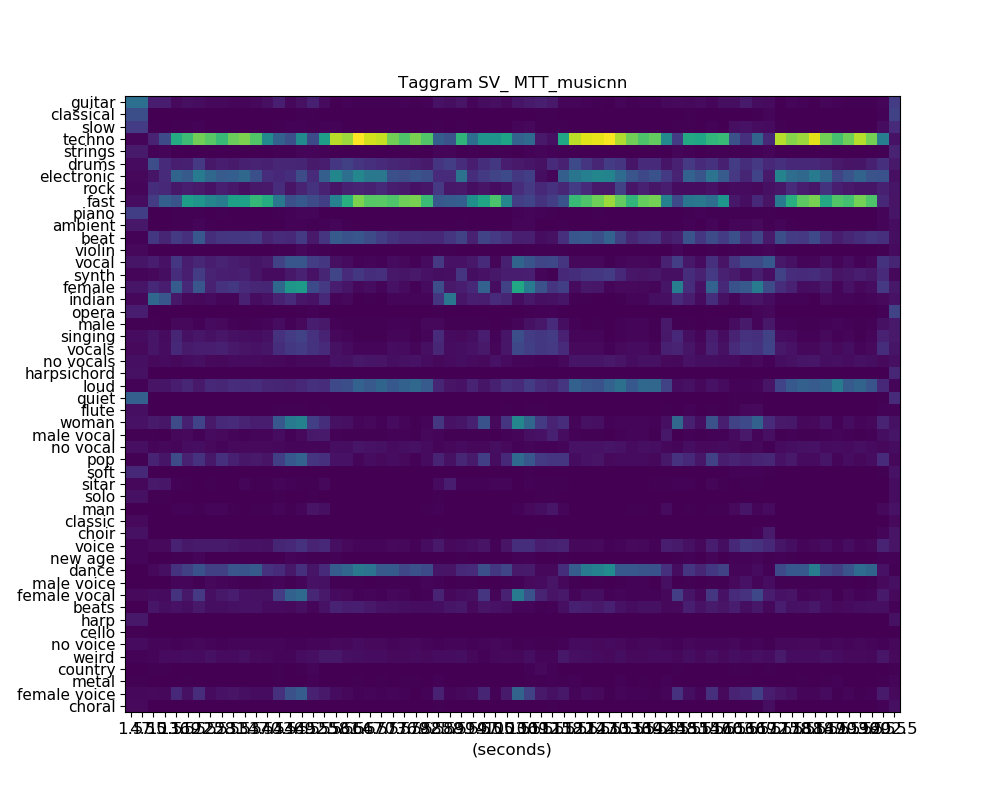 Taggram SV_ MTT_musicnn
guitar
classical
slow
techno
strings
drums
electronic
rock
fast
piano
ambient
beat
violin
vocal
synth
female
indian
opera
male
singing
vocals
no vocals
harpsichord
loud
quiet
flute
woman
male vocal
no vocal
pop
soft
sitar
solo
man
classic
choir
voice
new age
dance
male voice
female vocal
beats
harp
cello
no voice
weird
country
metal
female voice
choral
(seconds)